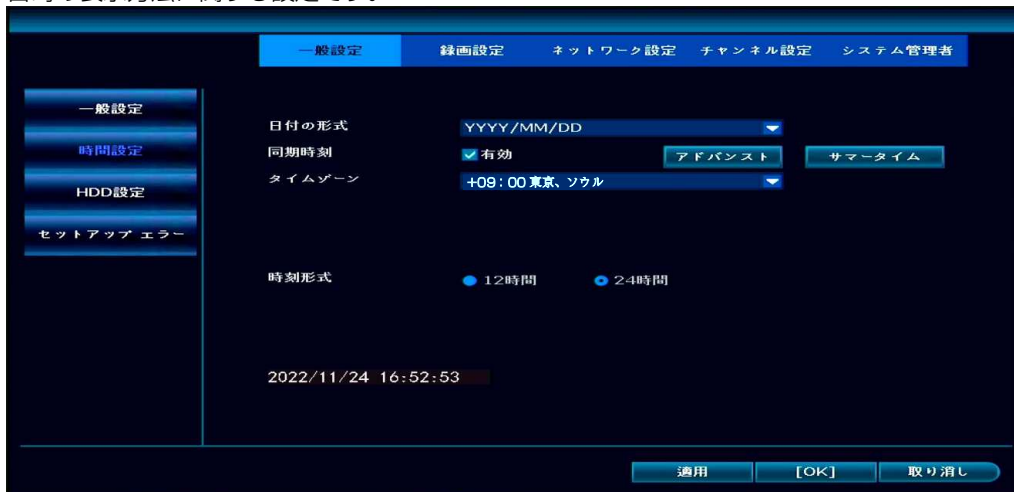 一般設定 録画設定 ネットワーク設定 チャンネル設定 システム管理者
一般設定
時間設定
HDD設定
セットアップ エラー
日付の形式 YYYY/MM/DD
同期時刻 有効 アドバンスト サマータイム
タイムゾーン +09:00 東京、ソウル
時刻形式 12時間 24時間
2022/11/24 16:52:53
適用 [OK] 取り消し